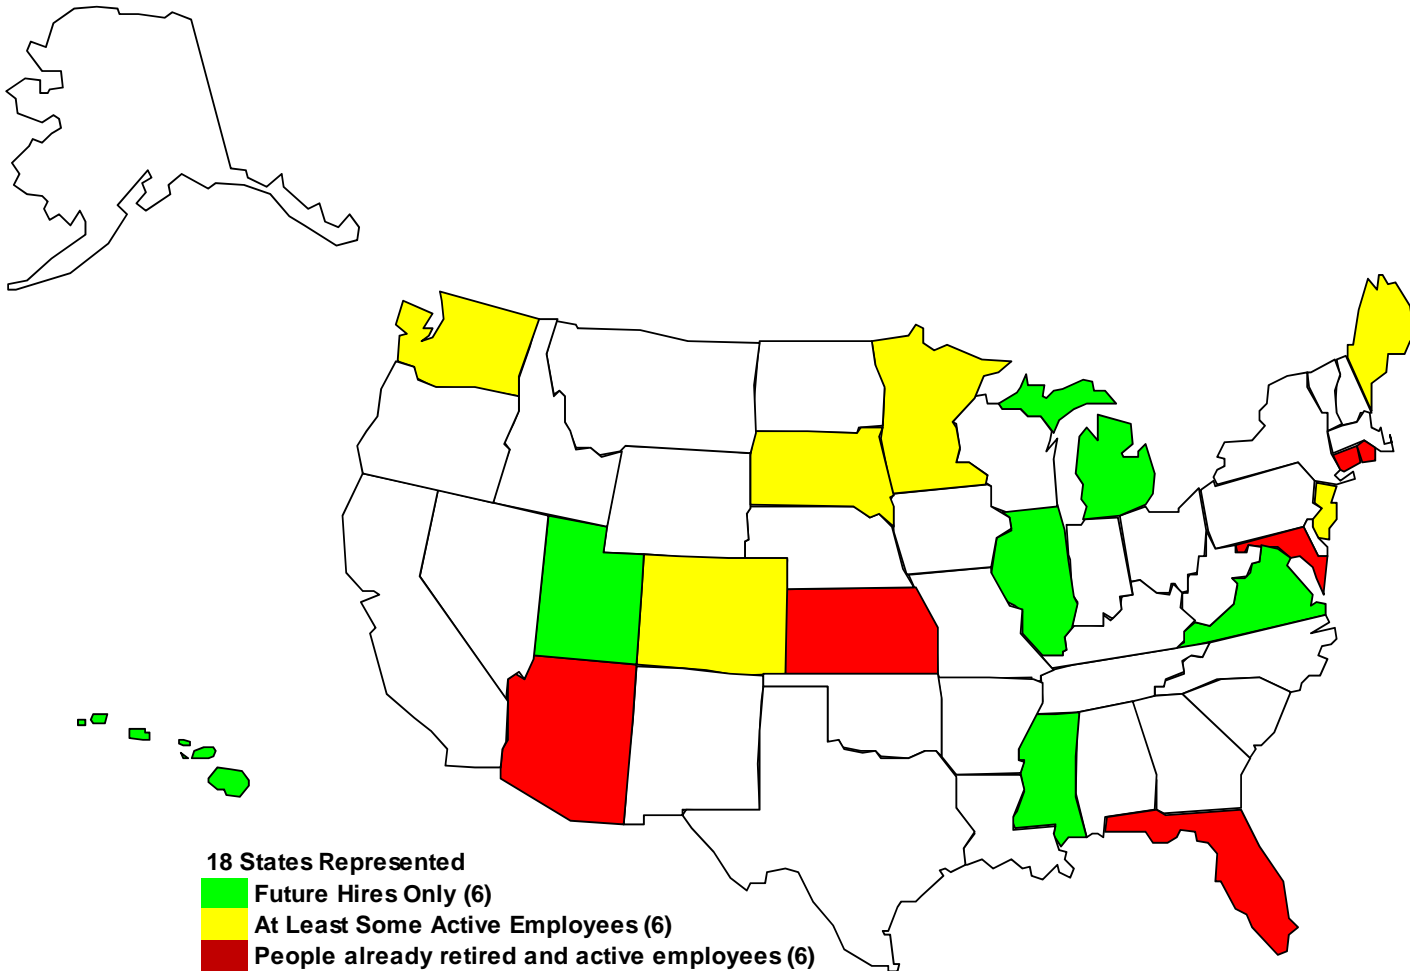 18 States Represented
Future Hires Only (6)
At Least Some Active Employees (6)
People already retired and active employees (6)